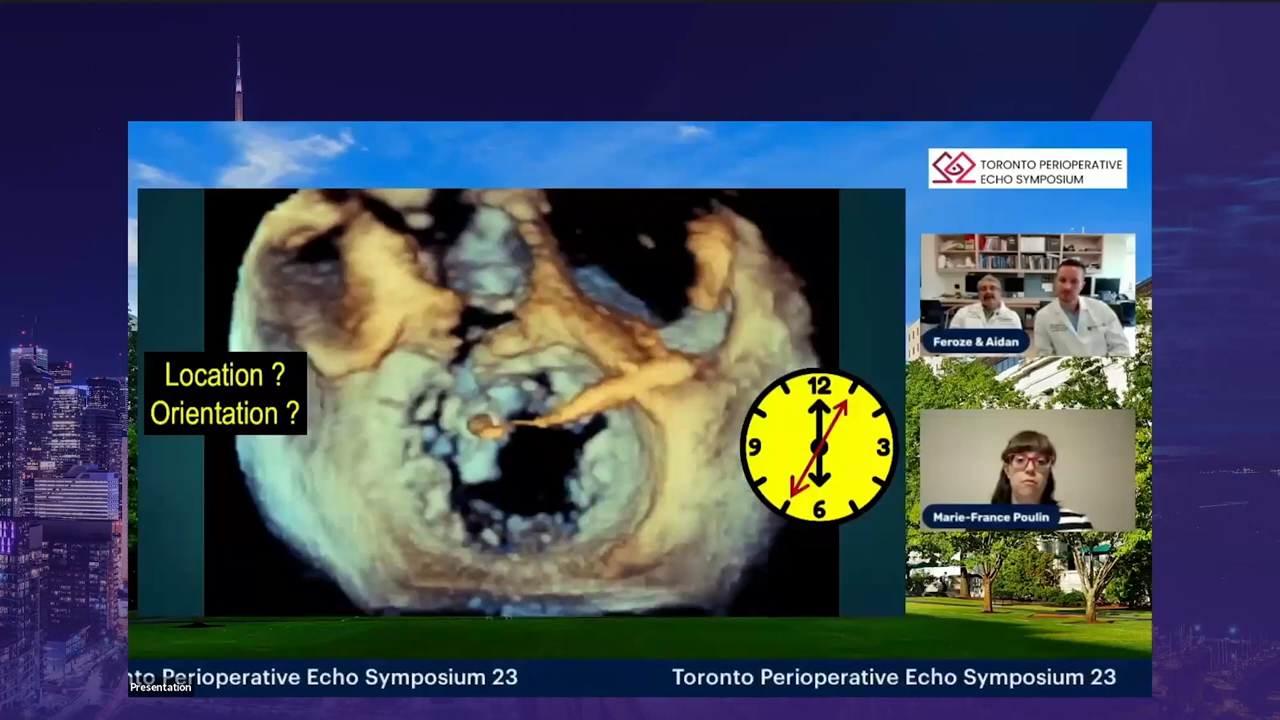 TORONTO PERIOPERATIVE
ECHO SYMPOSIUM
Location ?
Orientation ?
12
9
3
6
Feroze & Aidan
Marie-France Poulin
nto Perioperative Echo Symposium 23
Toronto Perioperative Echo Symposium 23
Presentation